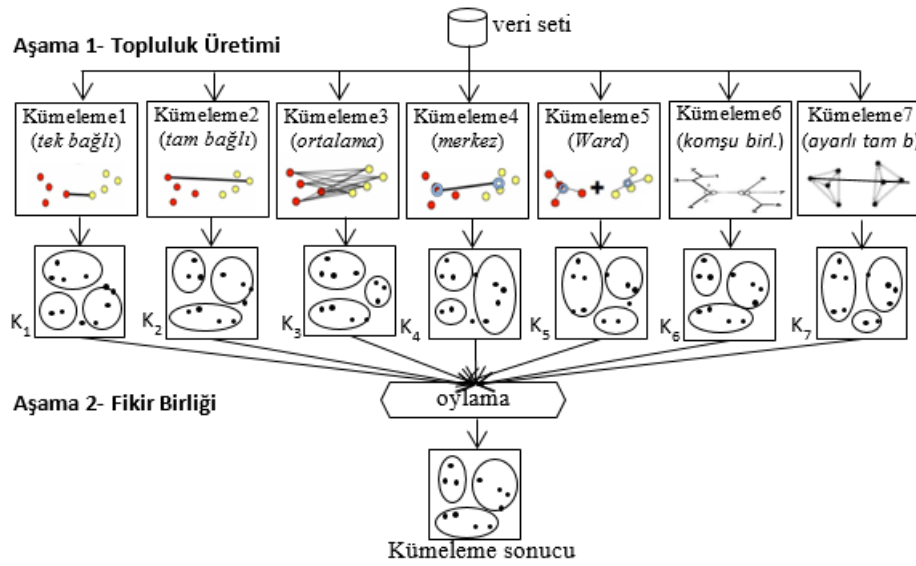 veri seti
Aşama 1- Topluluk Üretimi
Kümeleme1
(tek bağlı)
Kümeleme2
(tam bağlı)
Kümeleme3
(ortalama)
Kümeleme4
(merkez)
Kümeleme5
(Ward)
Kümeleme6
(komşu birl.)
Kümeleme7
(ayarlı tam b)
K1
K2
K3
K4
K5
K6
K7
Aşama 2- Fikir Birliği
oylama
Kümeleme sonucu